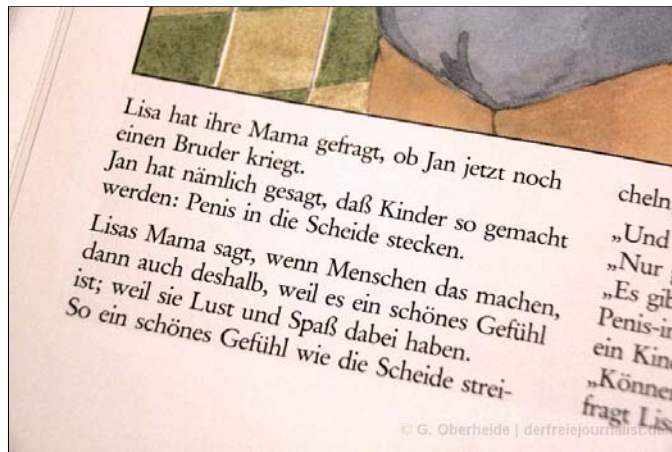 Lisa hat ihre Mama gefragt, ob Jan jetzt noch
einen Bruder kriegt.
Jan hat nämlich gesagt, daß Kinder so gemacht
werden: Penis in die Scheide stecken.
Lisas Mama sagt, wenn Menschen das machen,
dann auch deshalb, weil es ein schönes Gefühl
ist; weil sie Lust und Spaß dabei haben.
So ein schönes Gefühl wie die Scheide strei-
cheln
„Und
„Nur
„Es
Penis-
ein
fragt
© G. Oberheide | derfreiejournalist.de